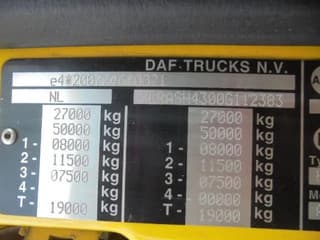 DAF TRUCKS N.V.
NL
27000 kg 27000 kg
50000 kg 50000 kg
1 - 08000 kg 1 - 08000 kg
2 - 11500 kg 2 - 11500 kg
3 - 07500 kg 3 - 07500 kg
4 - kg 4 - 00000 kg
T - 19000 kg T - 19000 kg